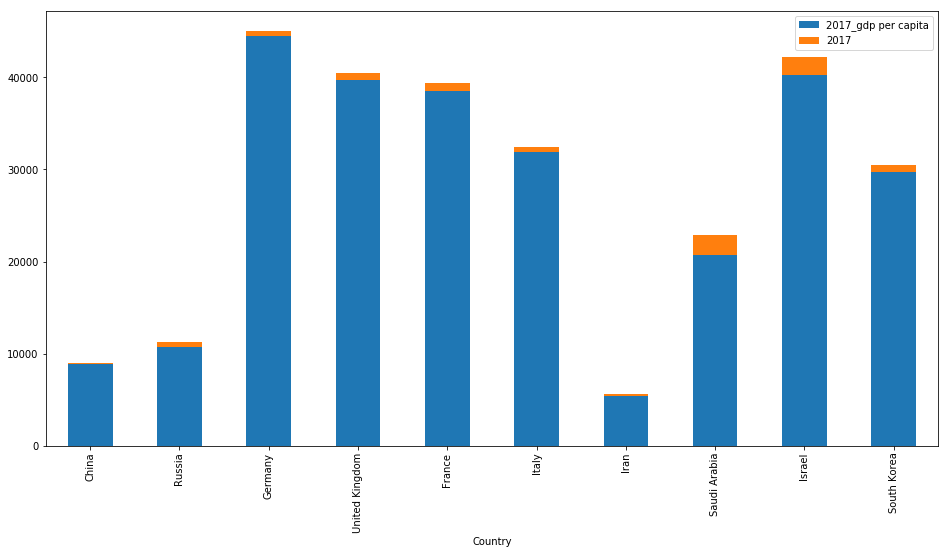 2017_gdp per capita
2017
40000
30000
20000
10000
0
China
Russia
Germany
United Kingdom
France
Italy
Iran
Saudi Arabia
Israel
South Korea
Country